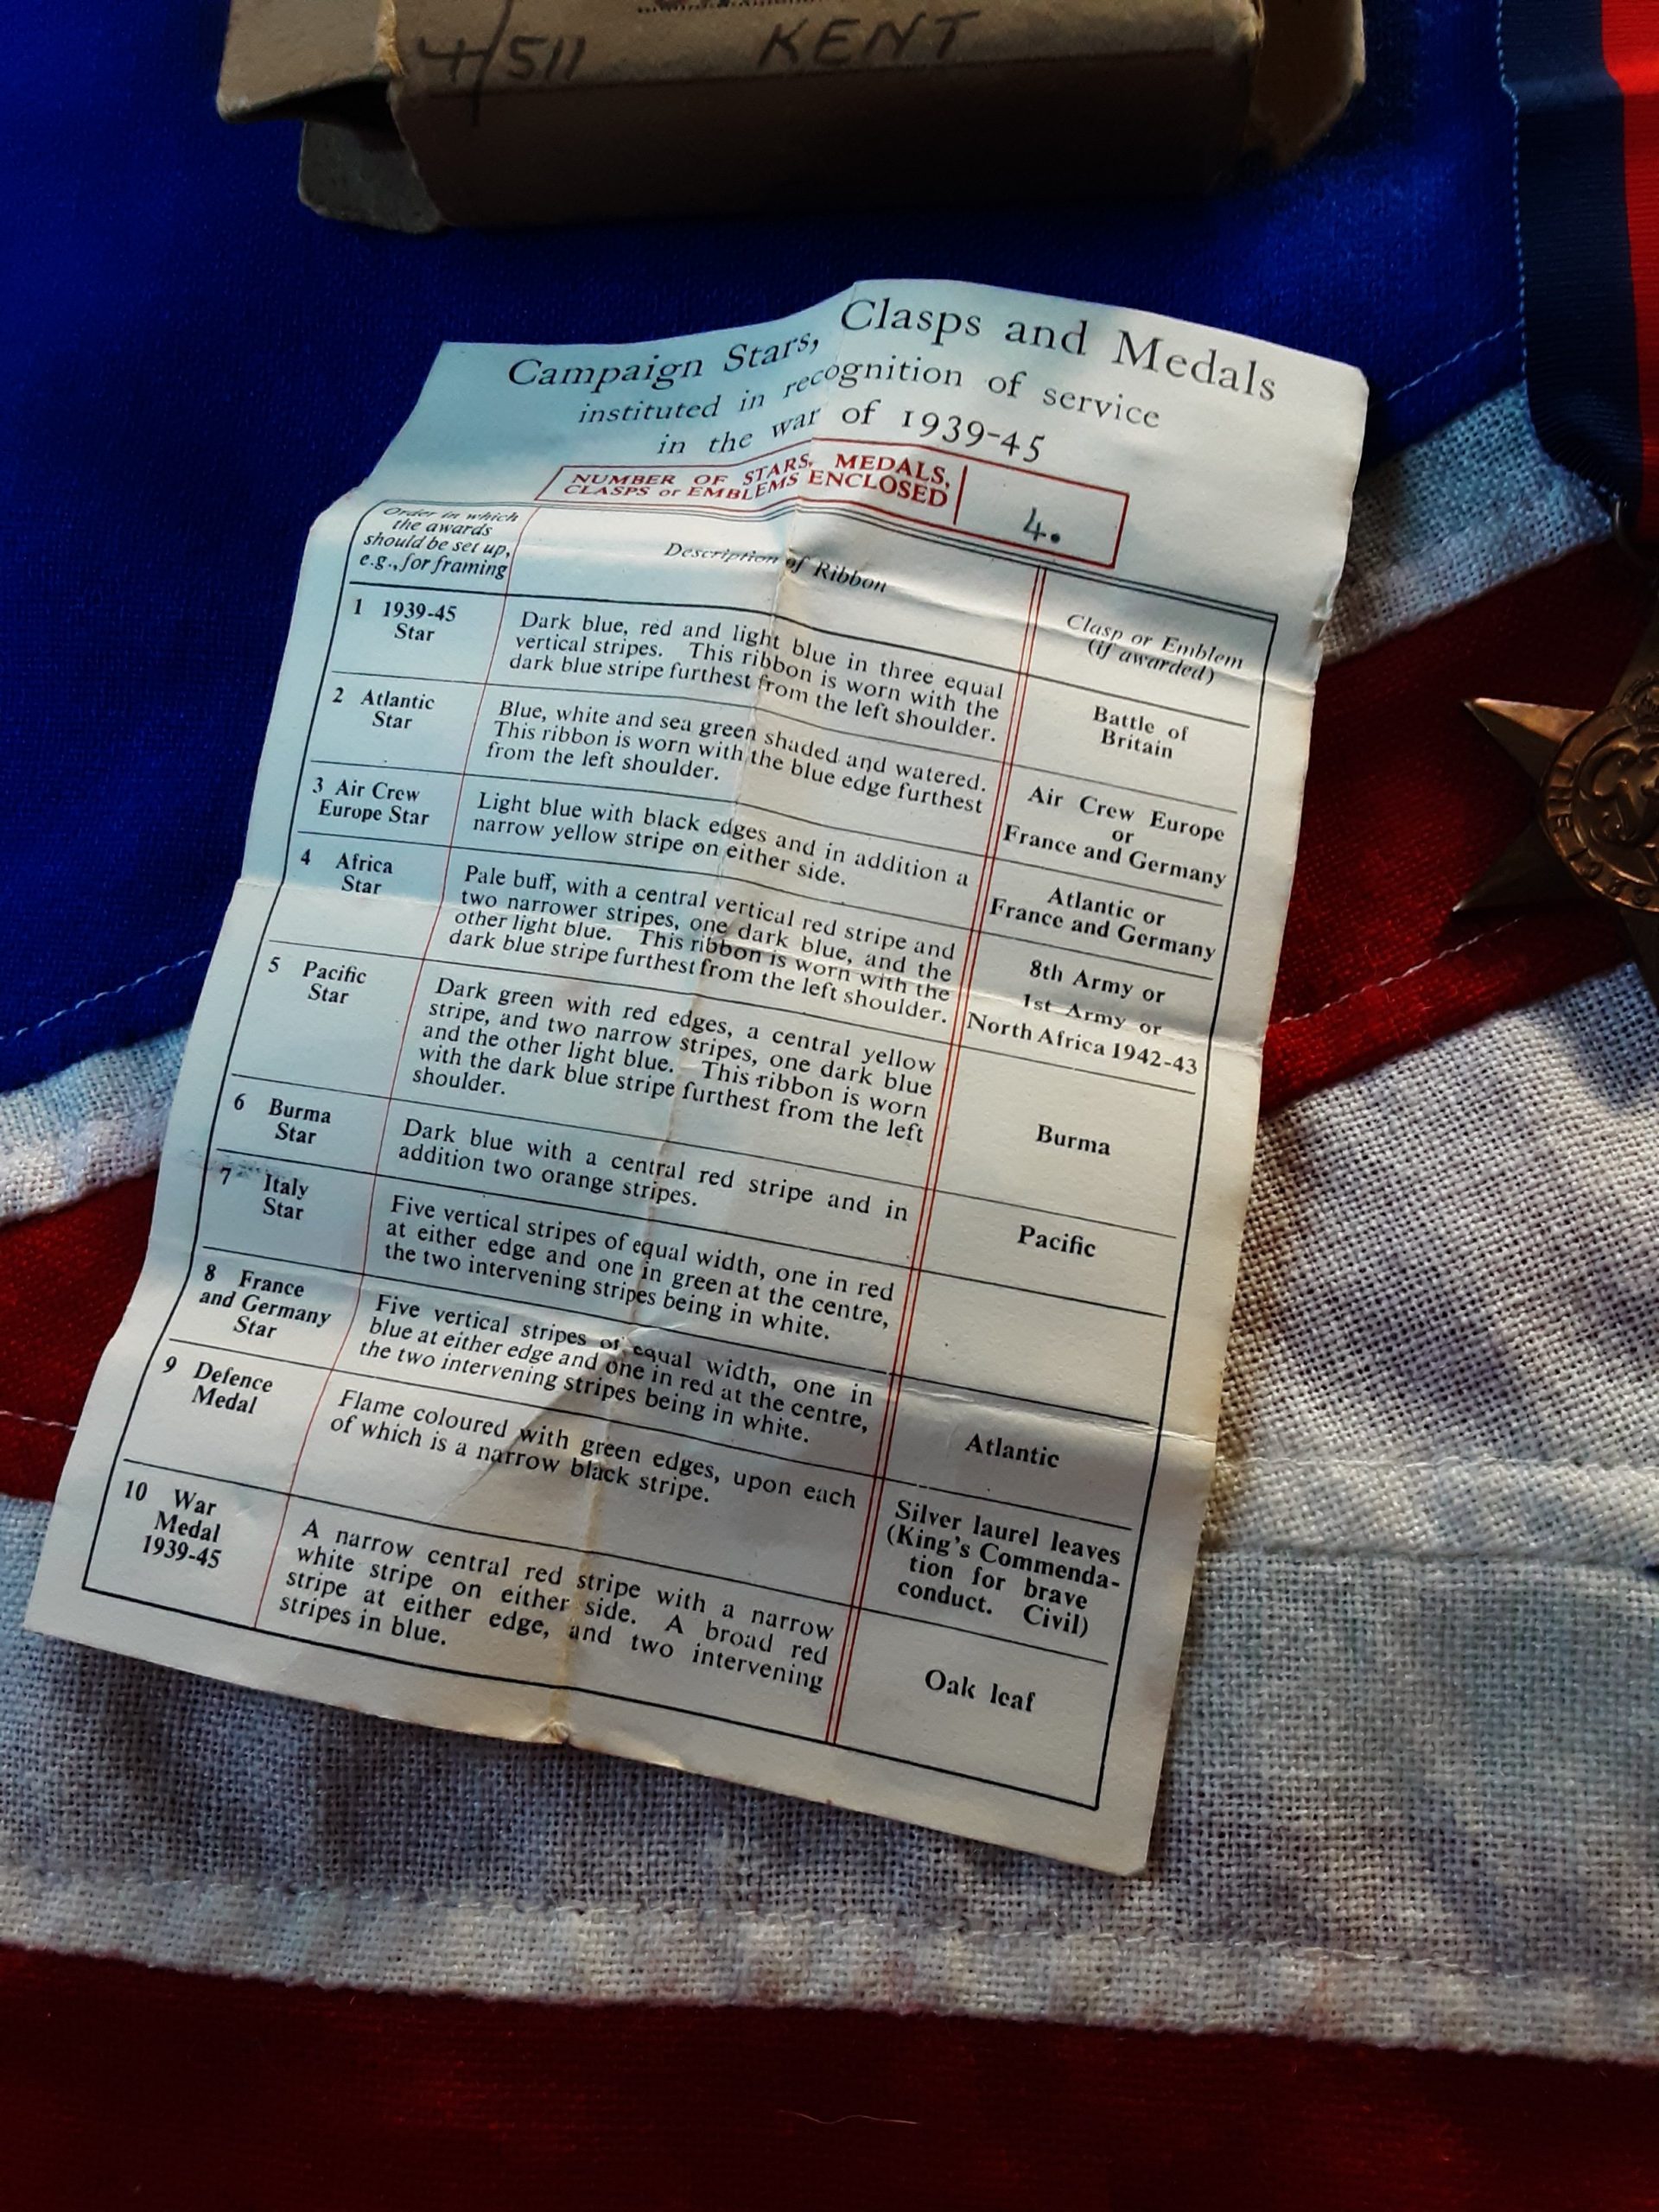 4/511 KENT
Campaign Stars, Clasps and Medals
instituted in recognition of service
in the war of 1939-45
NUMBER OF STARS, MEDALS,
CLASPS or EMBLEMS ENCLOSED
4.
Order in which
the awards
should be set up,
e.g., for framing
Description of Ribbon
Clasp or Emblem
(if awarded)
1 1939-45
Star
Dark blue, red and light blue in three equal
vertical stripes. This ribbon is worn with the
dark blue stripe furthest from the left shoulder.
Battle of
Britain
2 Atlantic
Star
Blue, white and sea green shaded and watered.
This ribbon is worn with the blue edge furthest
from the left shoulder.
Air Crew Europe
or
France and Germany
3 Air Crew
Europe Star
Light blue with black edges and in addition a
narrow yellow stripe on either side.
Atlantic or
France and Germany
4 Africa
Star
Pale buff, with a central vertical red stripe and
two narrower stripes, one dark blue, and the
other light blue. This ribbon is worn with the
dark blue stripe furthest from the left shoulder.
8th Army or
1st Army or
North Africa 1942-43
5 Pacific
Star
Dark green with red edges, a central yellow
stripe, and two narrow stripes, one dark blue
and the other light blue. This ribbon is worn
with the dark blue stripe furthest from the left
shoulder.
Burma
6 Burma
Star
Dark blue with a central red stripe and in
addition two orange stripes.
Pacific
7 Italy
Star
Five vertical stripes of equal width, one in red
at either edge and one in green at the centre,
the two intervening stripes being in white.
8 France
and Germany
Star
Five vertical stripes of equal width, one in
blue at either edge and one in red at the centre,
the two intervening stripes being in white.
Atlantic
9 Defence
Medal
Flame coloured with green edges, upon each
of which is a narrow black stripe.
Silver laurel leaves
(King's Commenda-
tion for brave
conduct. Civil)
10 War
Medal
1939-45
A narrow central red stripe with a narrow
white stripe on either side. A broad red
stripe at either edge, and two intervening
stripes in blue.
Oak leaf
THE 1939